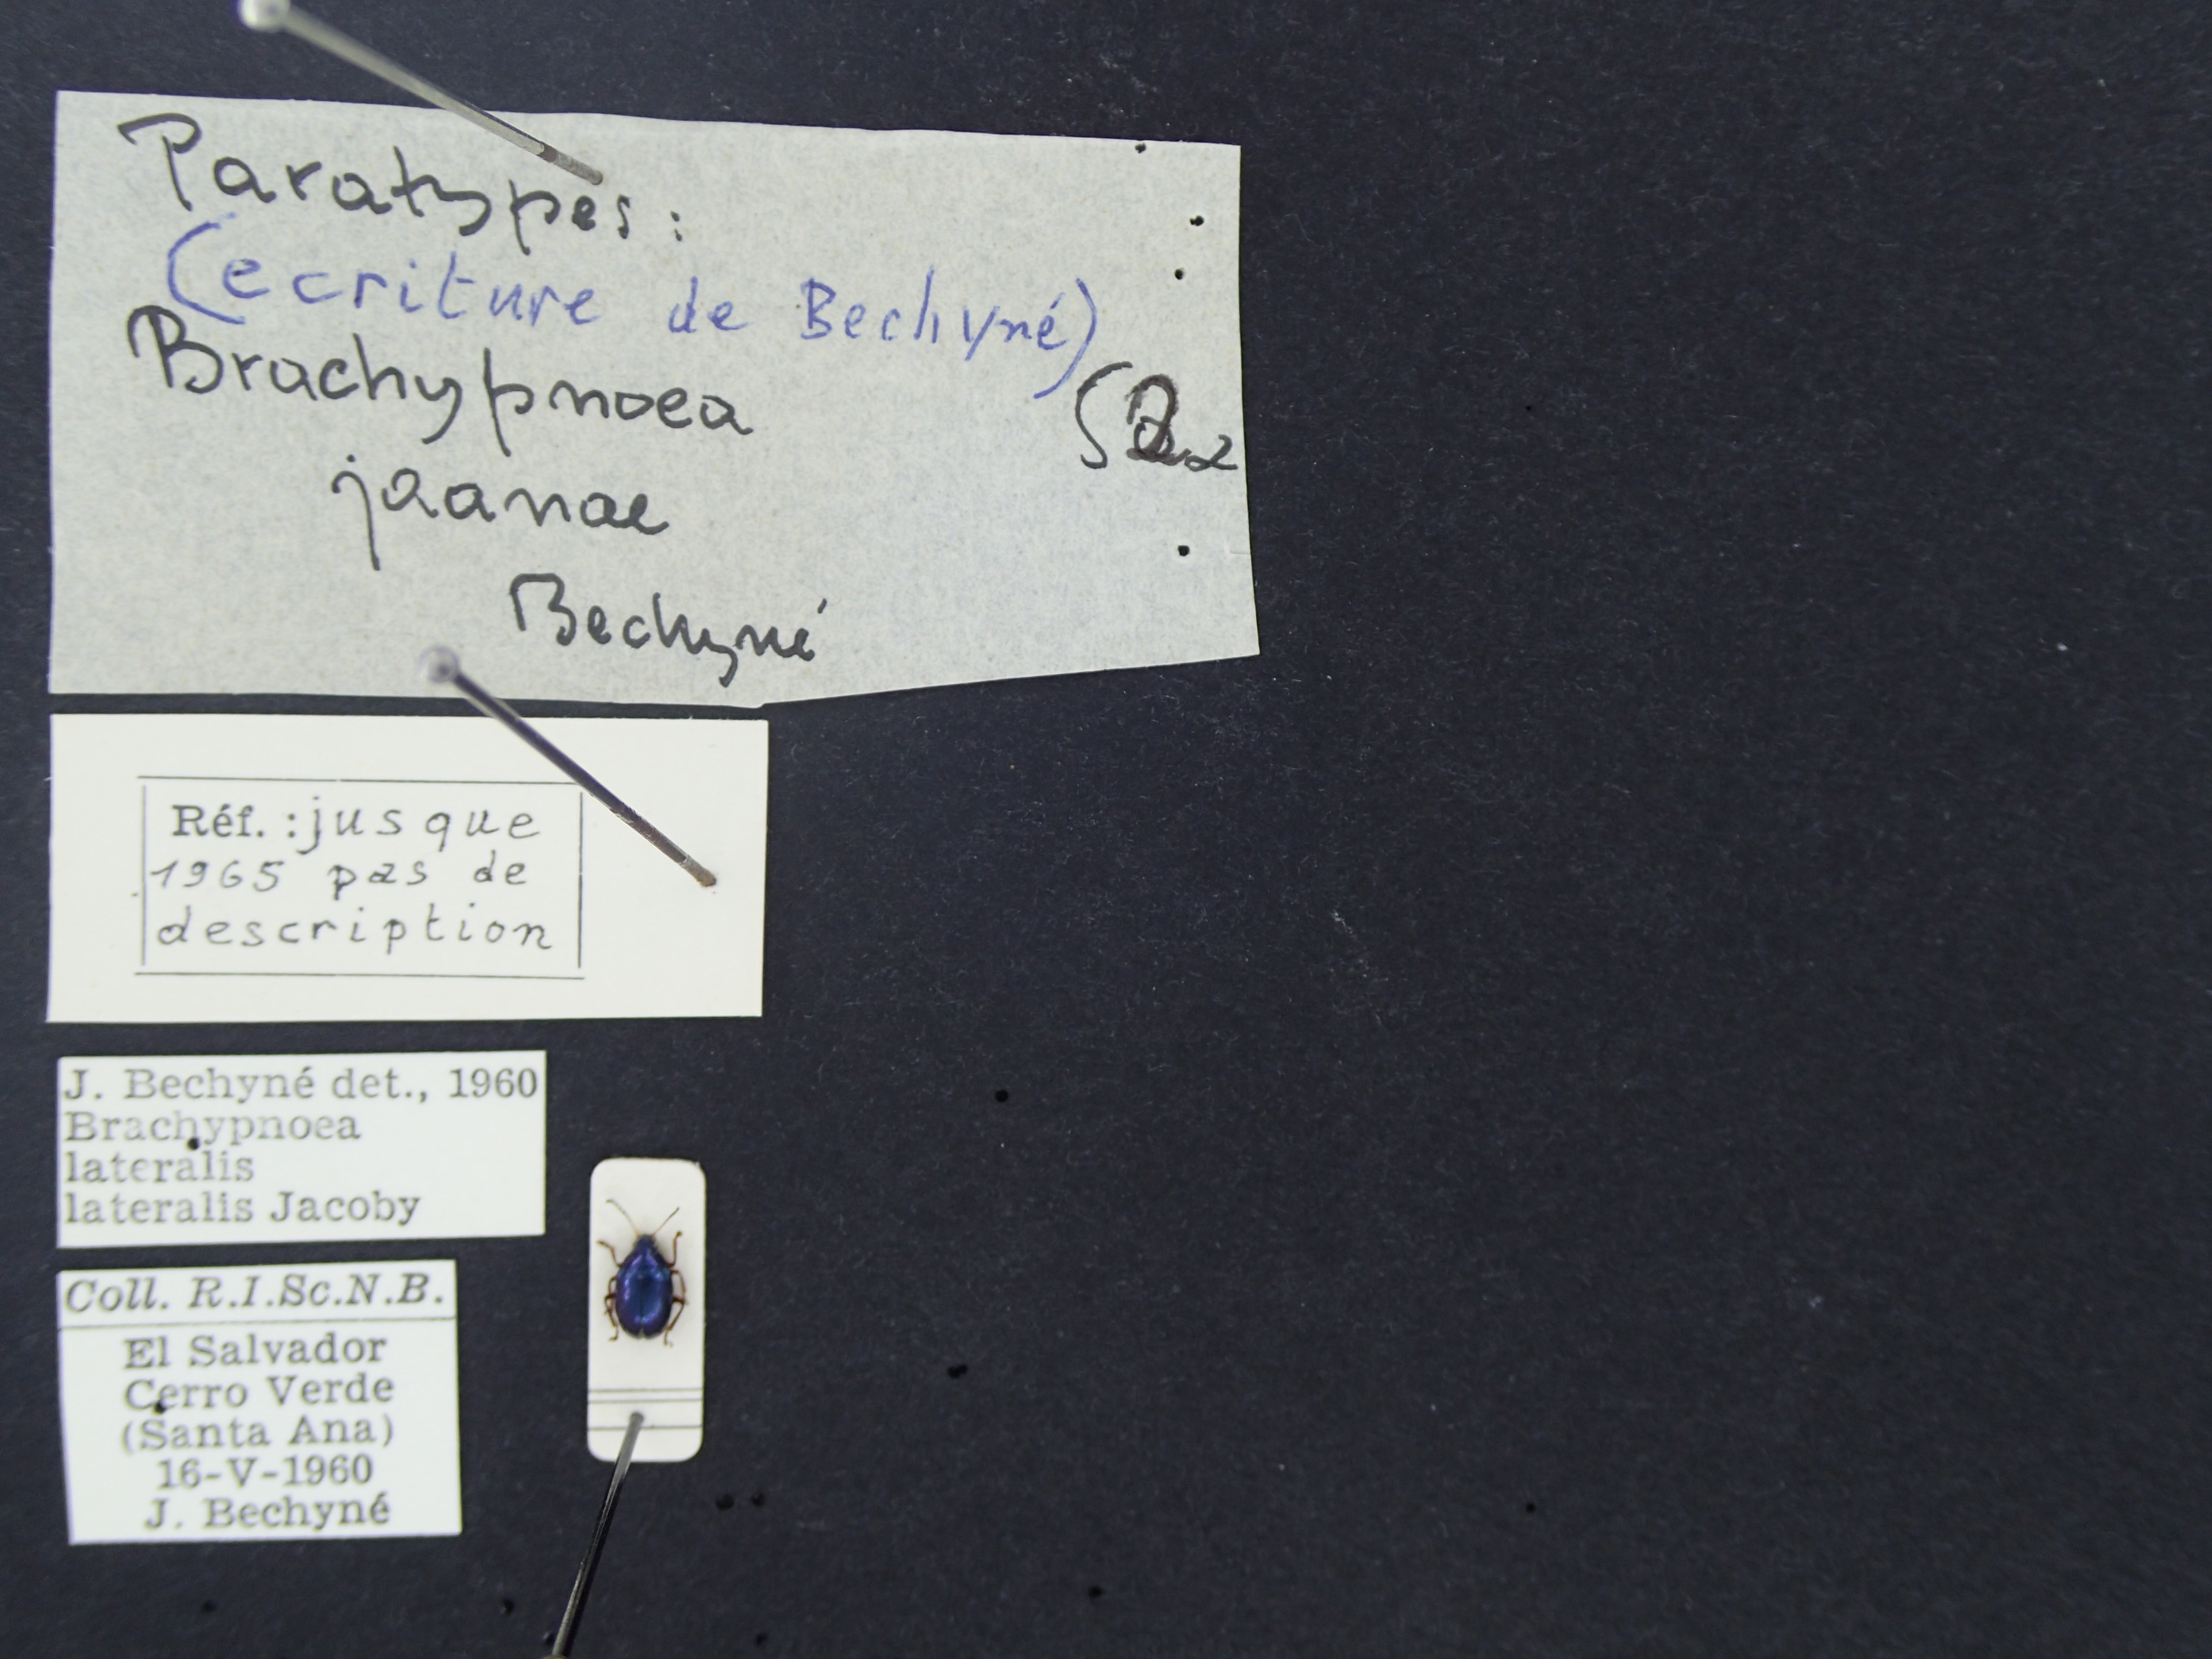 Paratypes:
(ecriture de Bechyné)
Brachypnoea
jaanae
Bechyné
Réf. : jusque
1965 pas de
description
J. Bechyné det., 1960
Brachypnoea
lateralis
lateralis Jacoby
Coll. R.I.Sc.N.B.
El Salvador
Cerro Verde
(Santa Ana)
16-V-1960
J. Bechyné